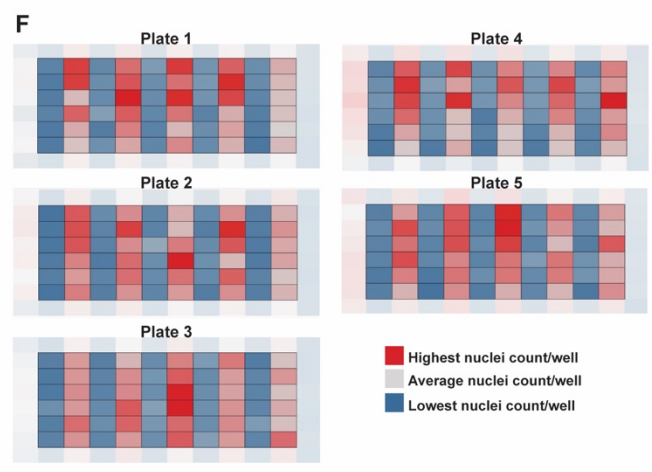 F
Plate 1
Plate 4
Plate 2
Plate 5
Plate 3
Highest nuclei count/well
Average nuclei count/well
Lowest nuclei count/well